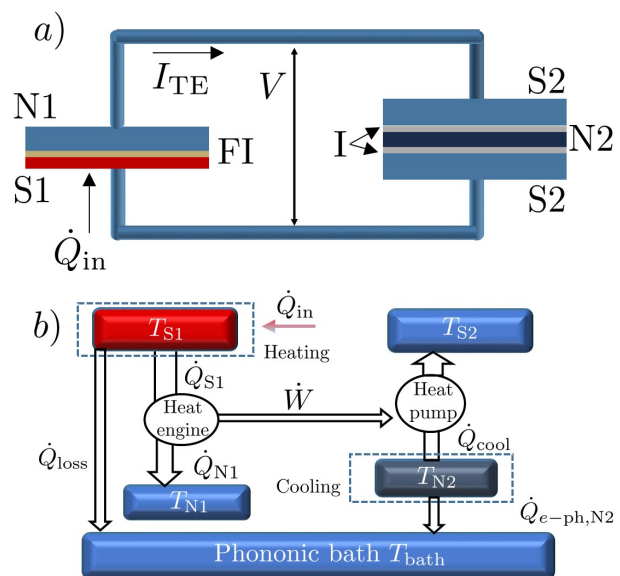 a)
I_TE
V
S2
N1
FI
I
N2
S1
S2
Q̇_in
b)
T_S1
Q̇_in
T_S2
Heating
Q̇_S1
Ẇ
Heat
engine
Heat
pump
Q̇_loss
Q̇_N1
Q̇_cool
T_N1
Cooling
T_N2
Q̇_e−ph,N2
Phononic bath T_bath